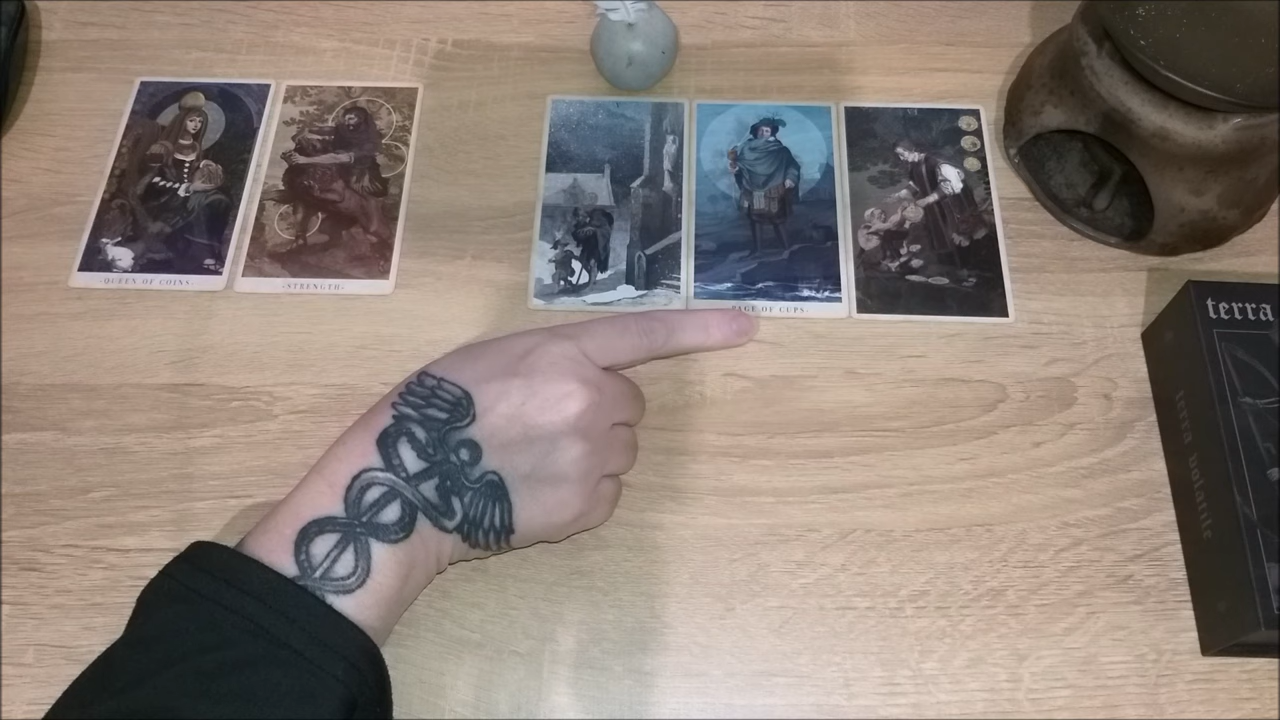 -QUEEN OF COINS-
-STRENGTH-
PAGE OF CUPS-
terra
terra volatile